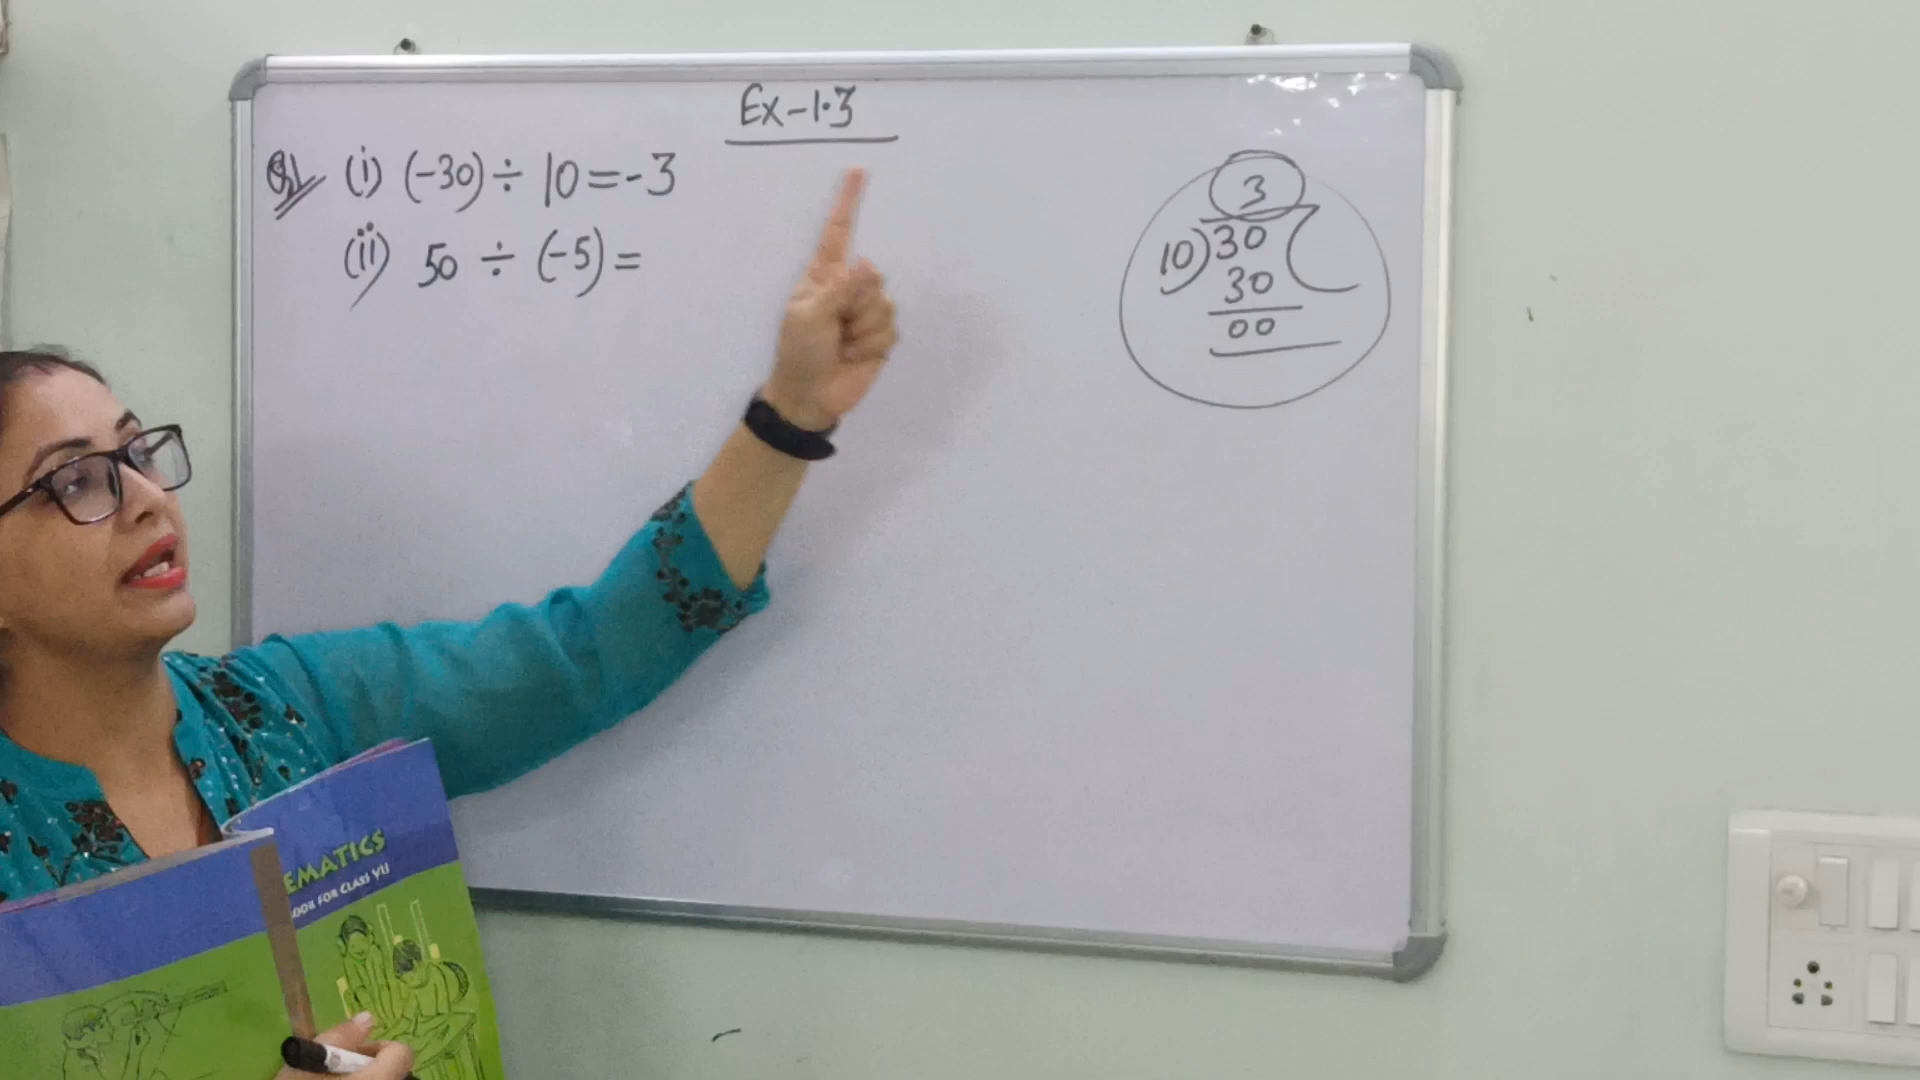 Ex-1.3
Q1 (i) (-30) ÷ 10 = -3
(ii) 50 ÷ (-5) =
3
10)30(
30
00
EMATICS
BOOK FOR CLASS VII